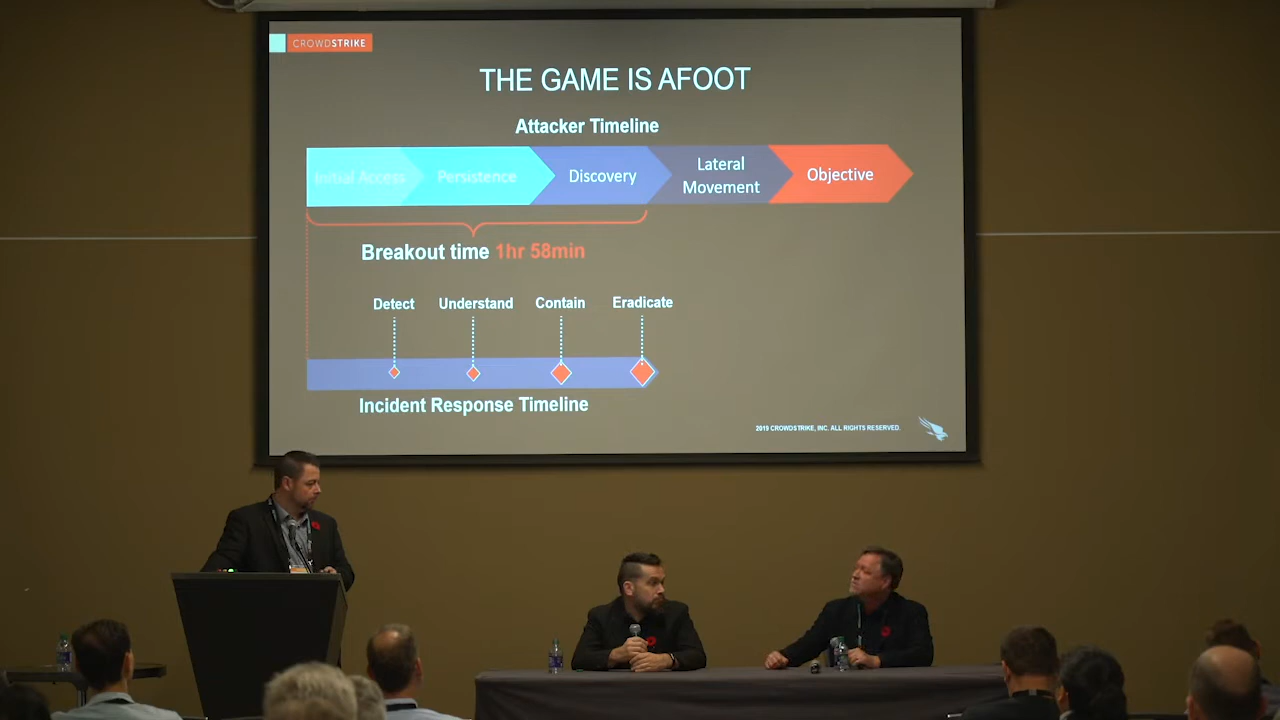 CROWDSTRIKE
THE GAME IS AFOOT
Attacker Timeline
Initial Access
Persistence
Discovery
Lateral
Movement
Objective
Breakout time 1hr 58min
Detect
Understand
Contain
Eradicate
Incident Response Timeline
2019 CROWDSTRIKE, INC. ALL RIGHTS RESERVED.